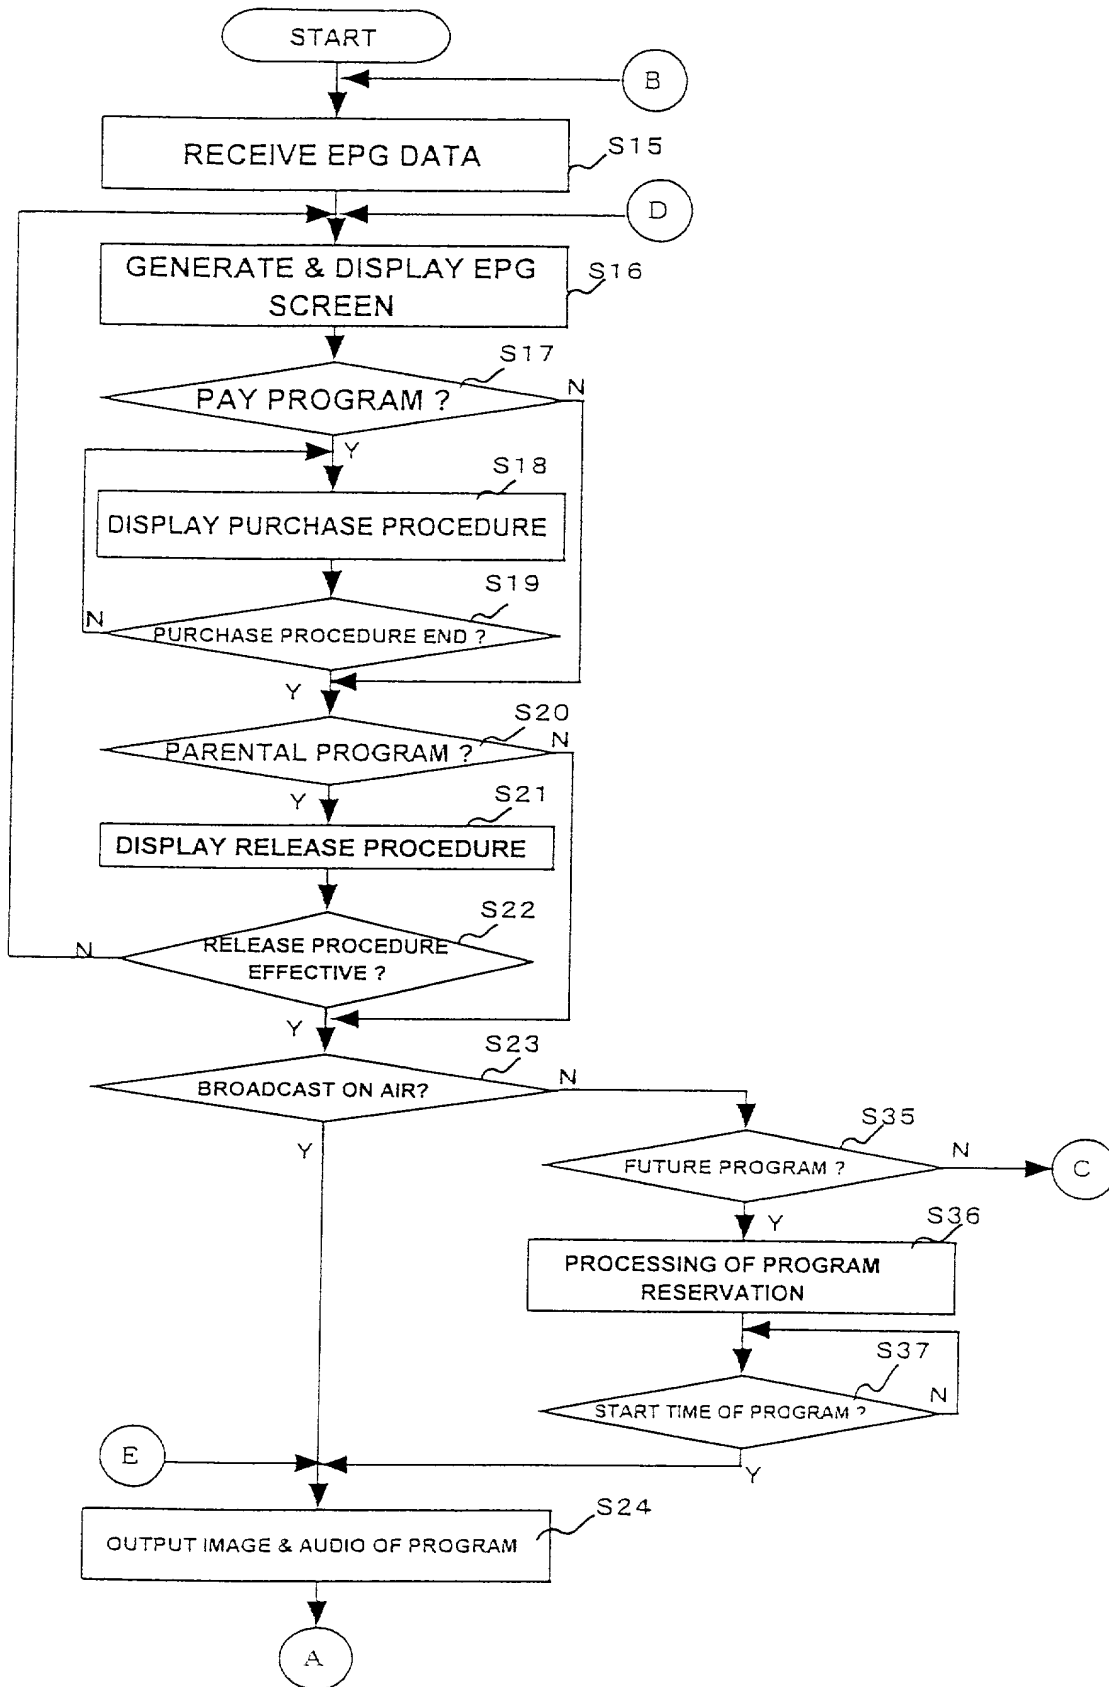 START
B
RECEIVE EPG DATA
S15
D
GENERATE & DISPLAY EPG
SCREEN
S16
S17
PAY PROGRAM ?
N
Y
S18
DISPLAY PURCHASE PROCEDURE
S19
N
PURCHASE PROCEDURE END ?
Y
S20
PARENTAL PROGRAM ?
N
Y
S21
DISPLAY RELEASE PROCEDURE
S22
N
RELEASE PROCEDURE
EFFECTIVE ?
Y
S23
BROADCAST ON AIR?
N
Y
S35
FUTURE PROGRAM ?
N
C
Y
S36
PROCESSING OF PROGRAM
RESERVATION
S37
START TIME OF PROGRAM ?
N
Y
E
S24
OUTPUT IMAGE & AUDIO OF PROGRAM
A